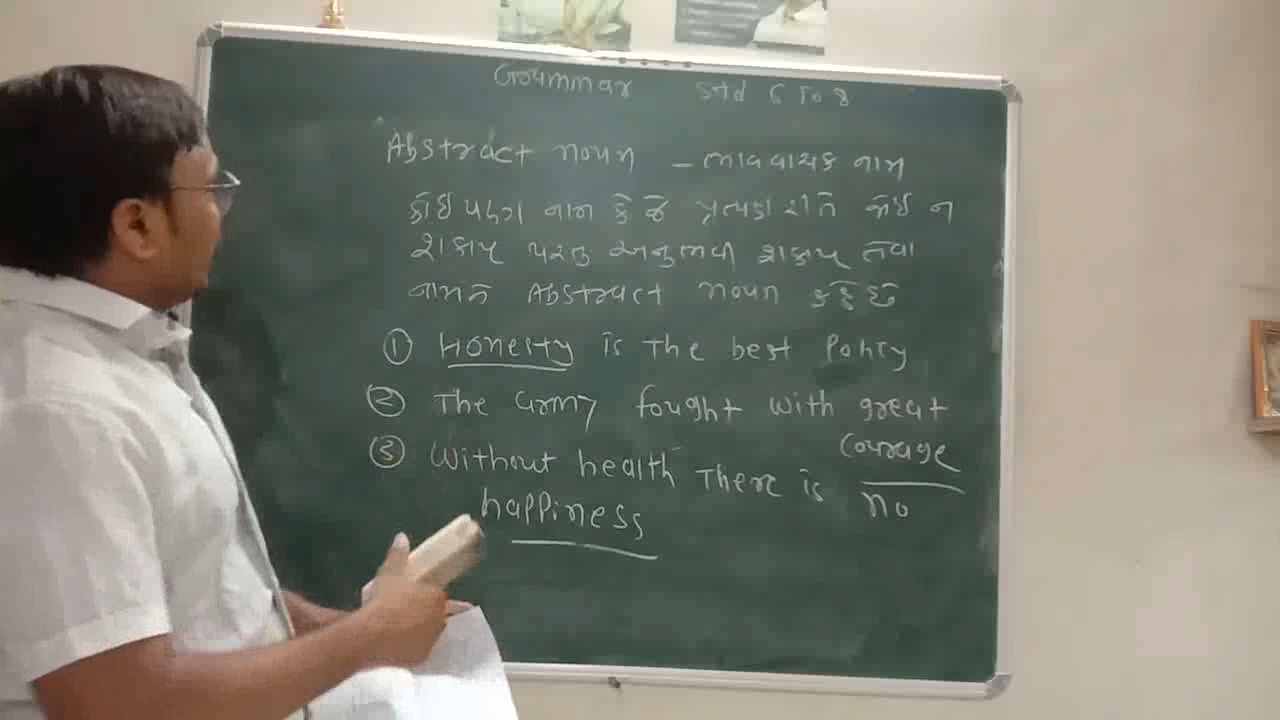 Grammar Std 6 To 8
Abstract noun – ભાવવાચક નામ
કોઈ પણ નામ કે જે પ્રત્યક્ષ રીતે જોઈ ન
શકાય પરંતુ અનુભવી શકાય તેવા
નામને Abstract noun કહે છે
① Honesty is The best Policy
② The army fought with great
courage
③ Without health There is no
happiness